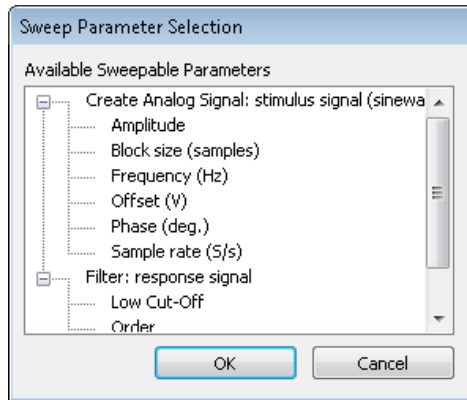 Sweep Parameter Selection
Available Sweepable Parameters
Create Analog Signal: stimulus signal (sinewa
Amplitude
Block size (samples)
Frequency (Hz)
Offset (V)
Phase (deg.)
Sample rate (S/s)
Filter: response signal
Low Cut-Off
Order
OK Cancel